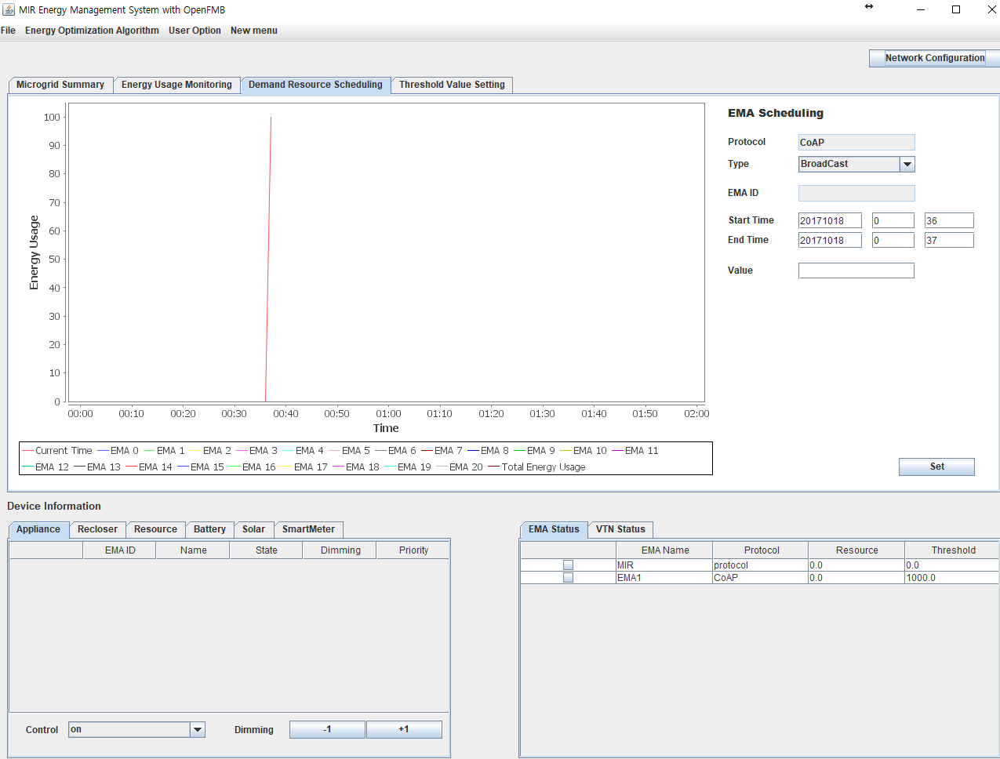 MIR Energy Management System with OpenFMB
File Energy Optimization Algorithm User Option New menu
Network Configuration
Microgrid Summary Energy Usage Monitoring Demand Resource Scheduling Threshold Value Setting
EMA Scheduling
Protocol CoAP
Type BroadCast
EMA ID
Start Time 20171018 0 36
End Time 20171018 0 37
Value
Set
Energy Usage
100
90
80
70
60
50
40
30
20
10
0
00:00 00:10 00:20 00:30 00:40 00:50 01:00 01:10 01:20 01:30 01:40 01:50 02:00
Time
Current Time EMA 0 EMA 1 EMA 2 EMA 3 EMA 4 EMA 5 EMA 6 EMA 7 EMA 8 EMA 9 EMA 10 EMA 11
EMA 12 EMA 13 EMA 14 EMA 15 EMA 16 EMA 17 EMA 18 EMA 19 EMA 20 Total Energy Usage
Device Information
Appliance Recloser Resource Battery Solar SmartMeter
EMA ID Name State Dimming Priority
Control on Dimming -1 +1
EMA Status VTN Status
EMA Name Protocol Resource Threshold
MIR protocol 0.0 0.0
EMA1 CoAP 0.0 1000.0